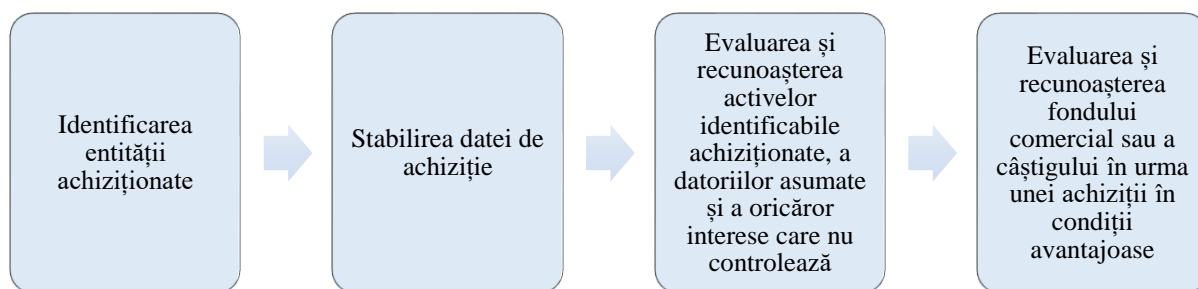 Identificarea
entității
achiziționate
Stabilirea datei de
achiziție
Evaluarea și
recunoașterea
activelor
identificabile
achiziționate, a
datoriilor asumate
și a oricăror
interese care nu
controlează
Evaluarea și
recunoașterea
fondului
comercial sau a
câștigului în urma
unei achiziții în
condiții
avantajoase